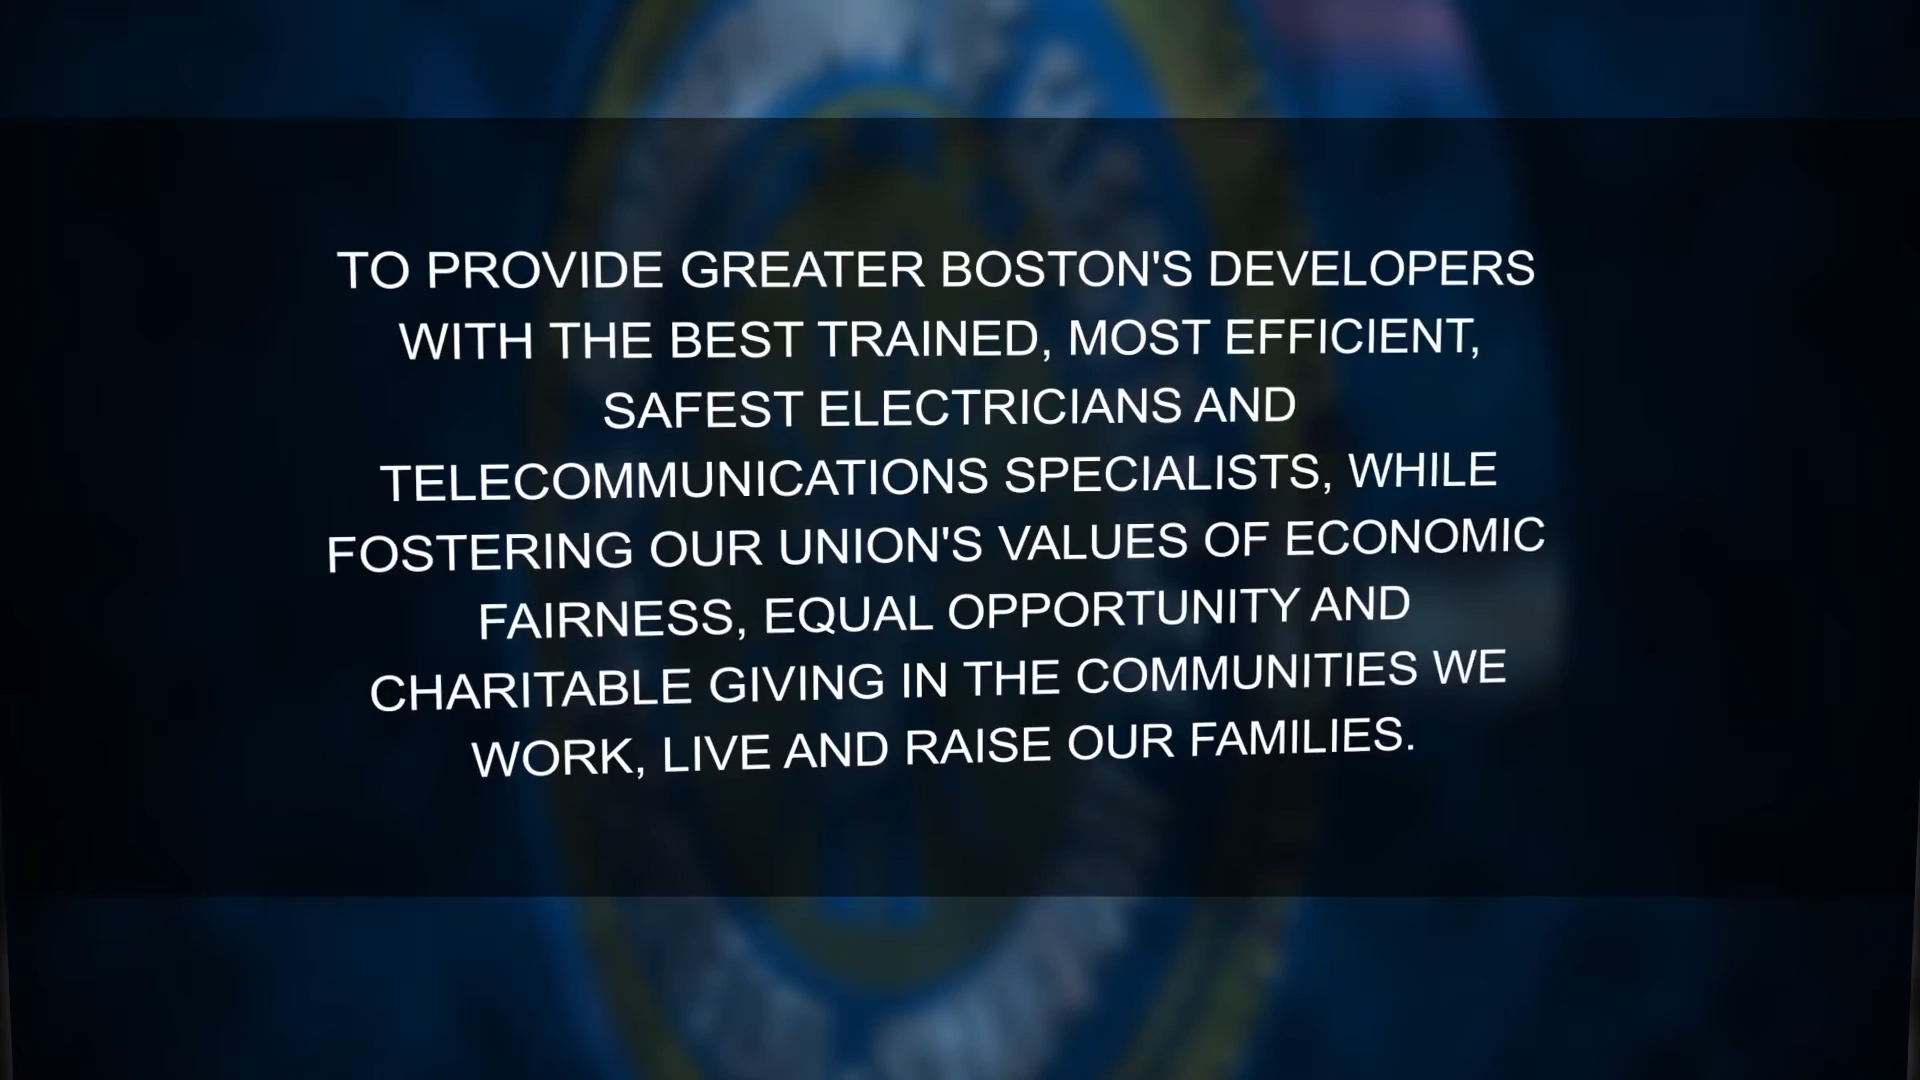 TO PROVIDE GREATER BOSTON'S DEVELOPERS
WITH THE BEST TRAINED, MOST EFFICIENT,
SAFEST ELECTRICIANS AND
TELECOMMUNICATIONS SPECIALISTS, WHILE
FOSTERING OUR UNION'S VALUES OF ECONOMIC
FAIRNESS, EQUAL OPPORTUNITY AND
CHARITABLE GIVING IN THE COMMUNITIES WE
WORK, LIVE AND RAISE OUR FAMILIES.